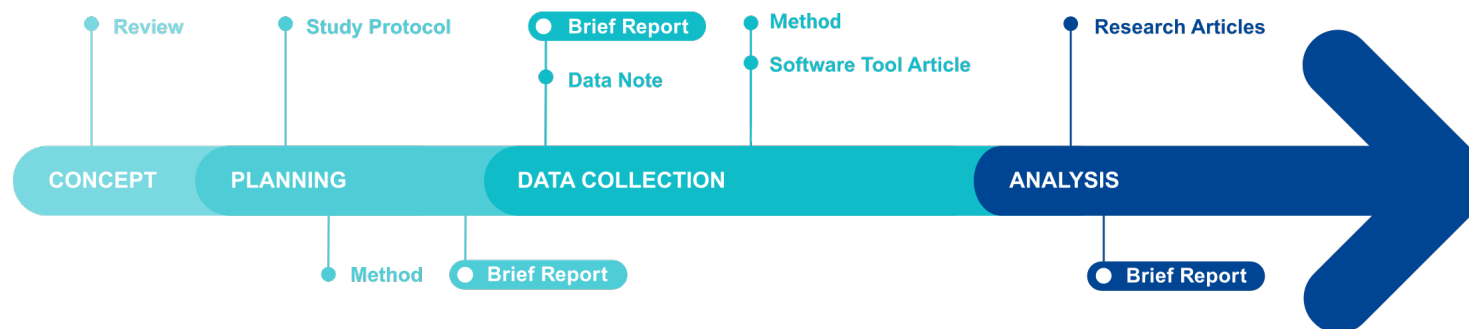 Review
Study Protocol
Brief Report
Data Note
Method
Software Tool Article
Research Articles
CONCEPT
PLANNING
DATA COLLECTION
ANALYSIS
Method
Brief Report
Brief Report